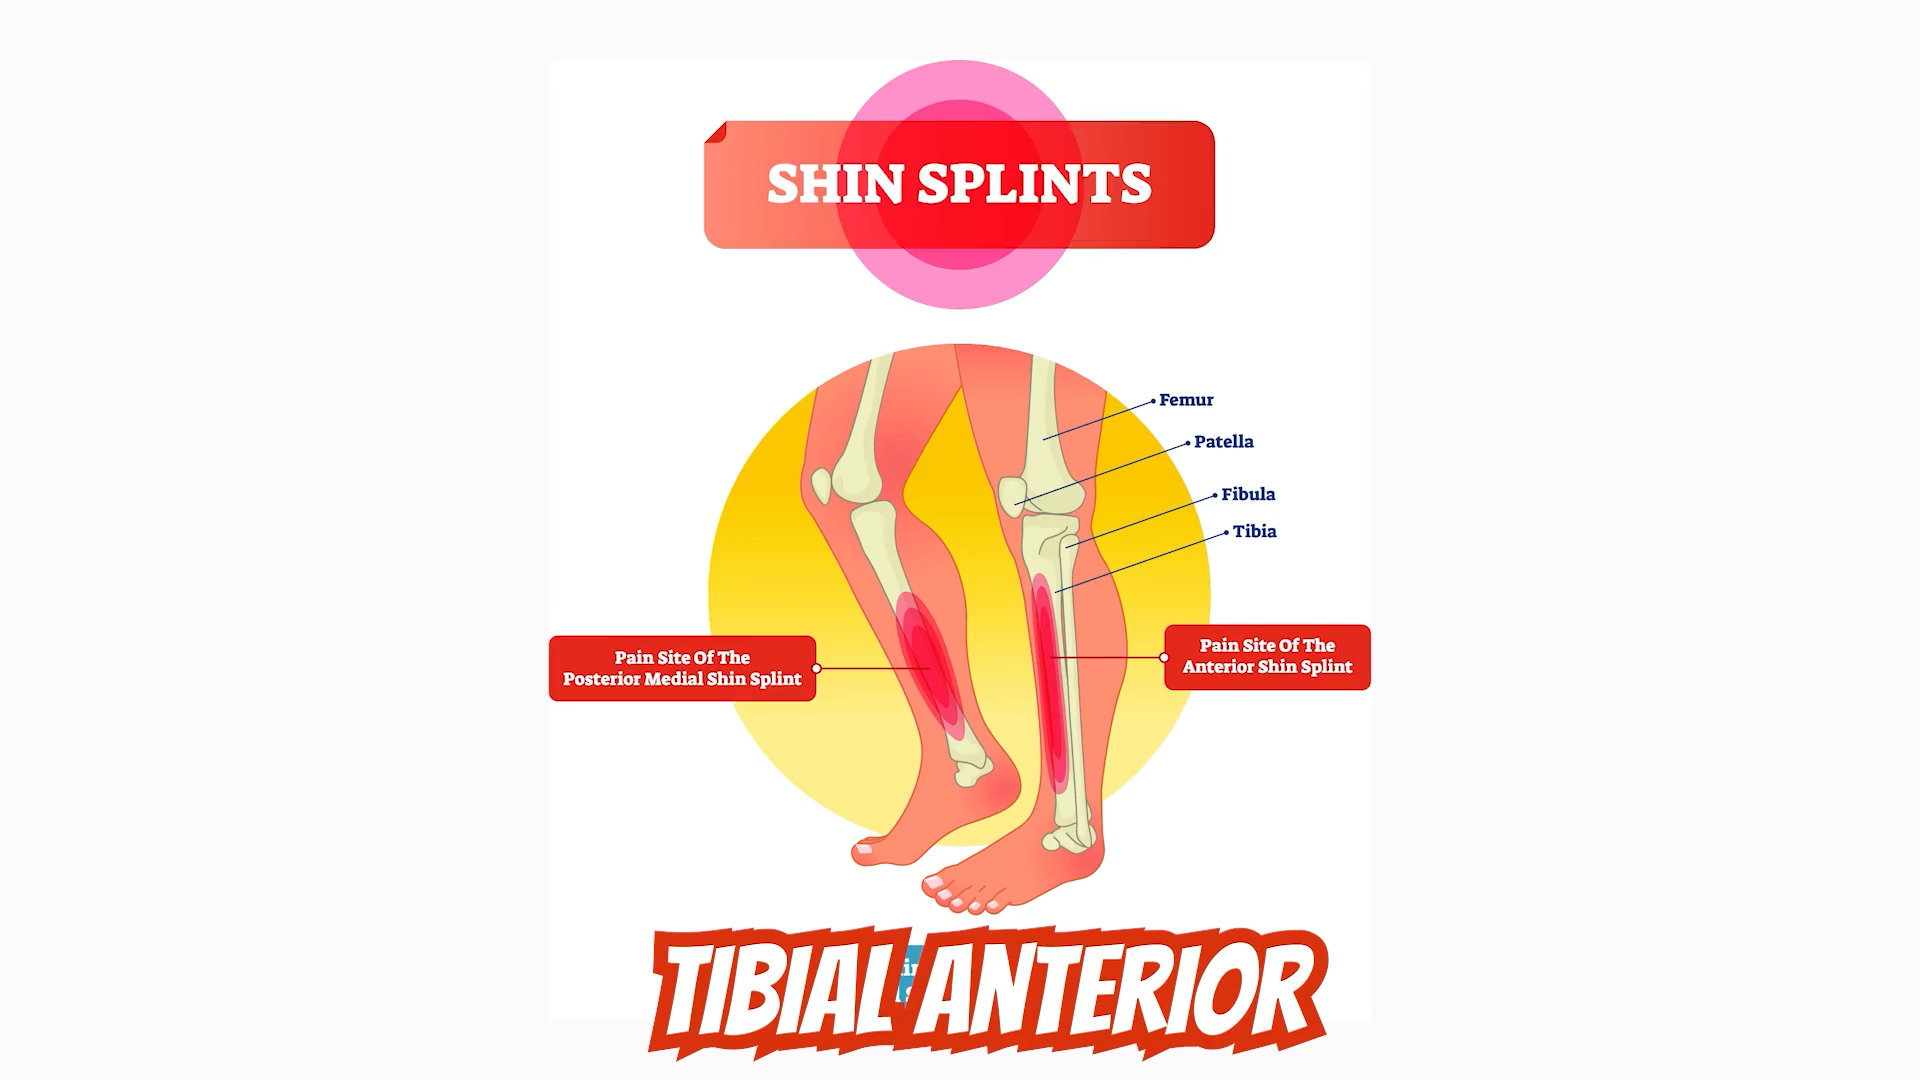 SHIN SPLINTS
Femur
Patella
Fibula
Tibia
Pain Site Of The
Posterior Medial Shin Splint
Pain Site Of The
Anterior Shin Splint
TIBIAL ANTERIOR